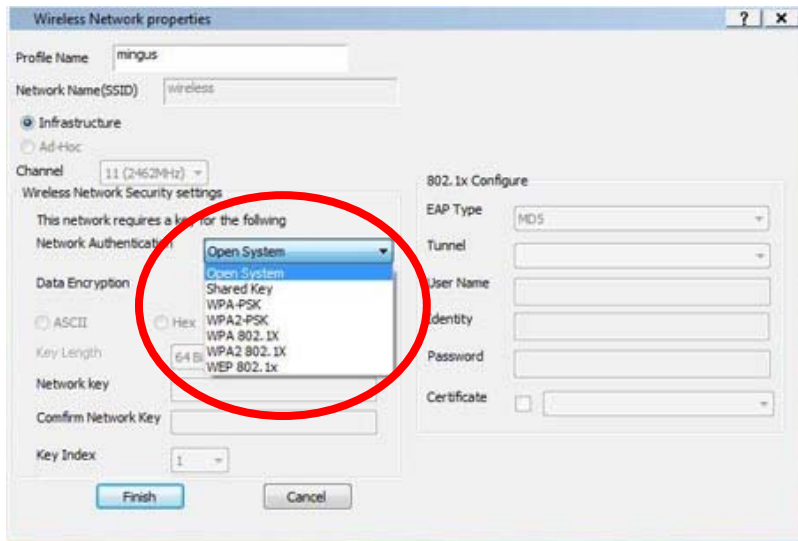 Wireless Network properties
? X
Profile Name mingus
Network Name(SSID) wireless
Infrastructure
Ad-Hoc
Channel 11 (2462MHz)
Wireless Network Security settings
This network requires a key for the follwing
Network Authentication Open System
Open System
Shared Key
WPA-PSK
WPA2-PSK
WPA 802.1X
WPA2 802.1X
WEP 802.1x
Data Encryption
ASCII Hex
Key Length 64 Bi
Network key
Comfirm Network Key
Key Index 1
Finish Cancel
802.1x Configure
EAP Type MD5
Tunnel
User Name
Identity
Password
Certificate